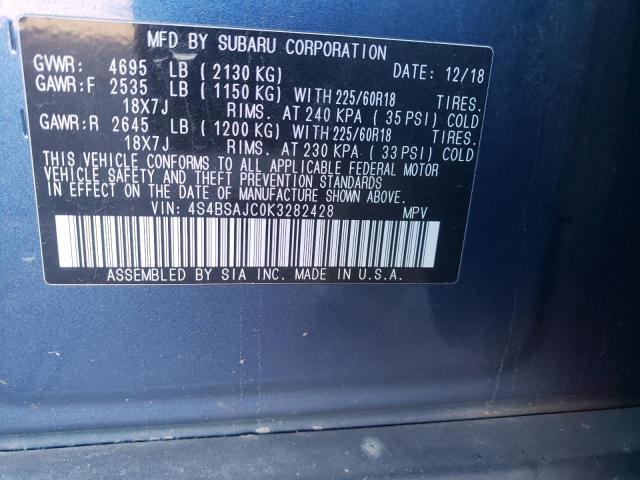 MFD BY SUBARU CORPORATION
GVWR: 4695 LB ( 2130 KG) DATE: 12/18
GAWR:F 2535 LB ( 1150 KG) WITH 225/60R18 TIRES.
18X7J RIMS. AT 240 KPA ( 35 PSI) COLD
GAWR:R 2645 LB ( 1200 KG) WITH 225/60R18 TIRES.
18X7J RIMS. AT 230 KPA ( 33 PSI) COLD
THIS VEHICLE CONFORMS TO ALL APPLICABLE FEDERAL MOTOR
VEHICLE SAFETY AND THEFT PREVENTION STANDARDS
IN EFFECT ON THE DATE OF MANUFACTURE SHOWN ABOVE.
VIN: 4S4BSAJC0K3282428 MPV
ASSEMBLED BY SIA INC. MADE IN U.S.A.